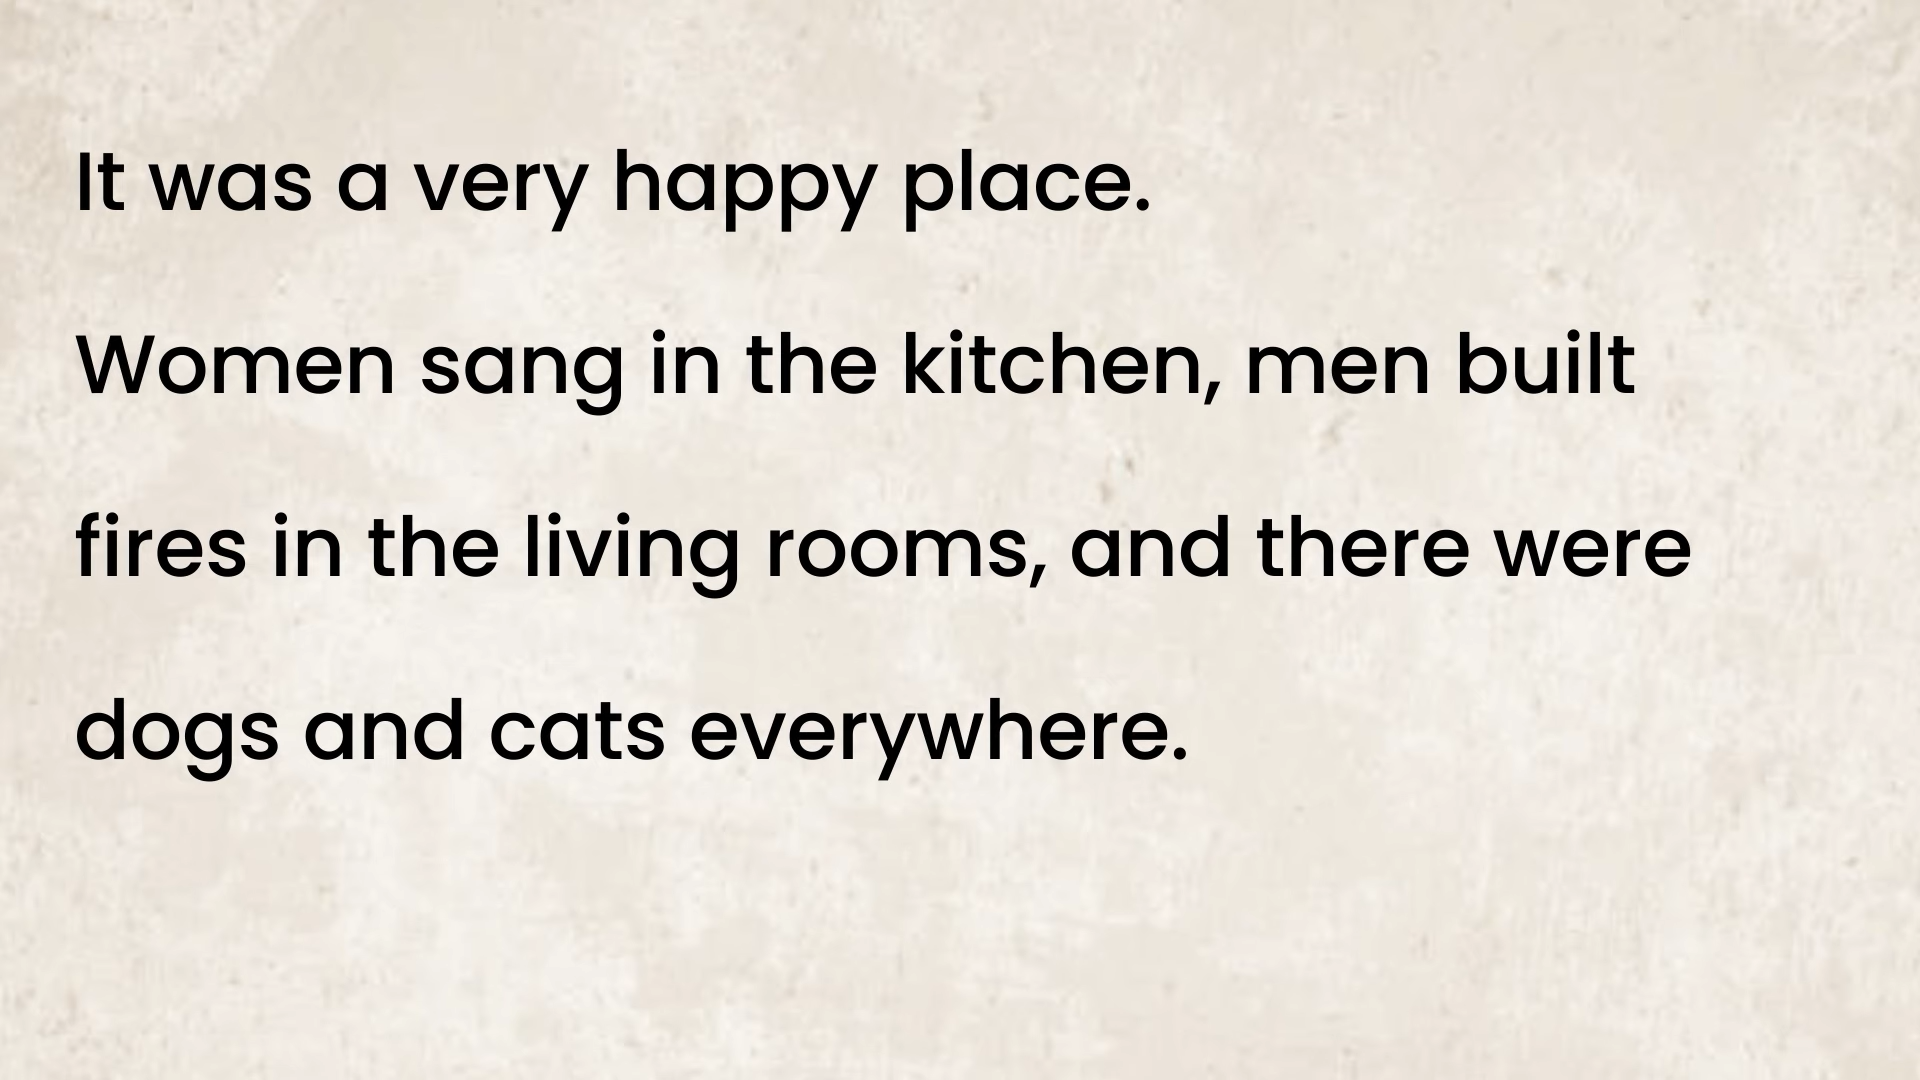 It was a very happy place.
Women sang in the kitchen, men built
fires in the living rooms, and there were
dogs and cats everywhere.